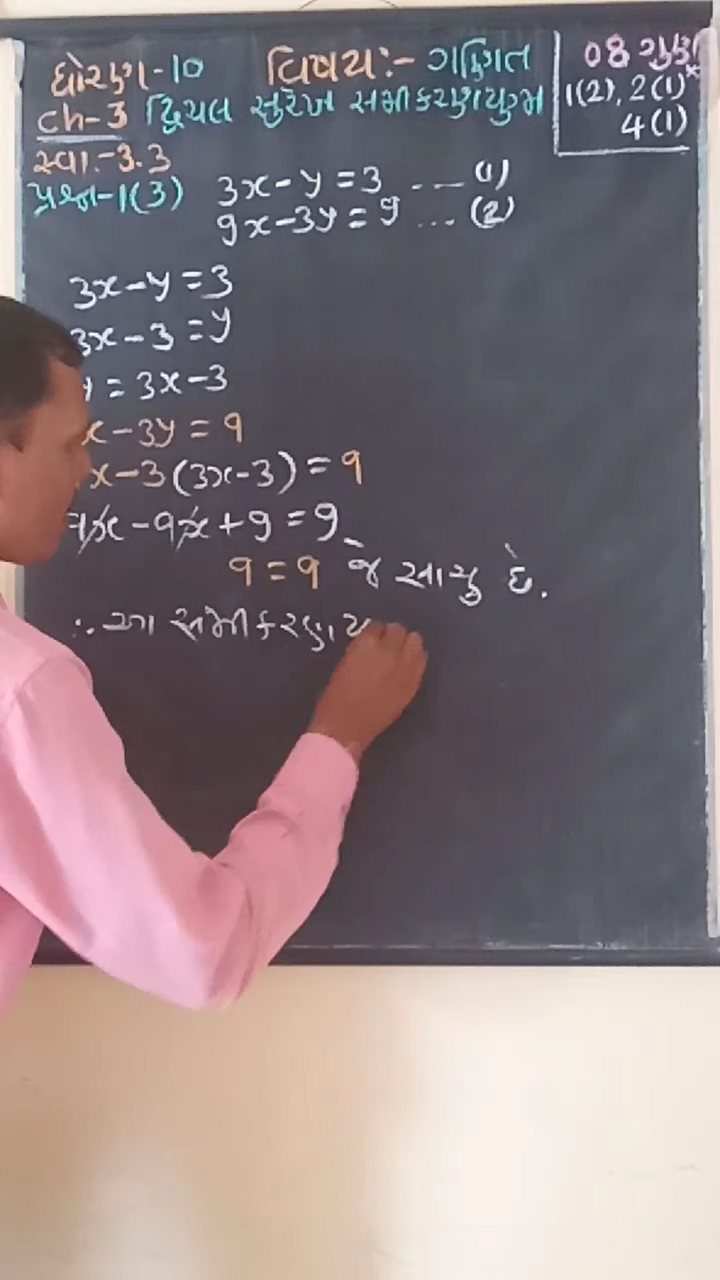 ધોરણ-10 વિષય:- ગણિત
08 ગુણ
ch-3 દ્વિચલ સુરેખ સમીકરણયુગ્મ
1(2), 2(1)*
4(1)
સ્વા.-3.3
પ્રશ્ન-1(3) 3x-y=3 ... (1)
9x-3y=9 ... (2)
3x-y=3
3x-3=y
y=3x-3
x-3y=9
x-3(3x-3)=9
9x-9x+9=9
9=9 જે સાચુ છે.
∴ આ સમીકરણ ય